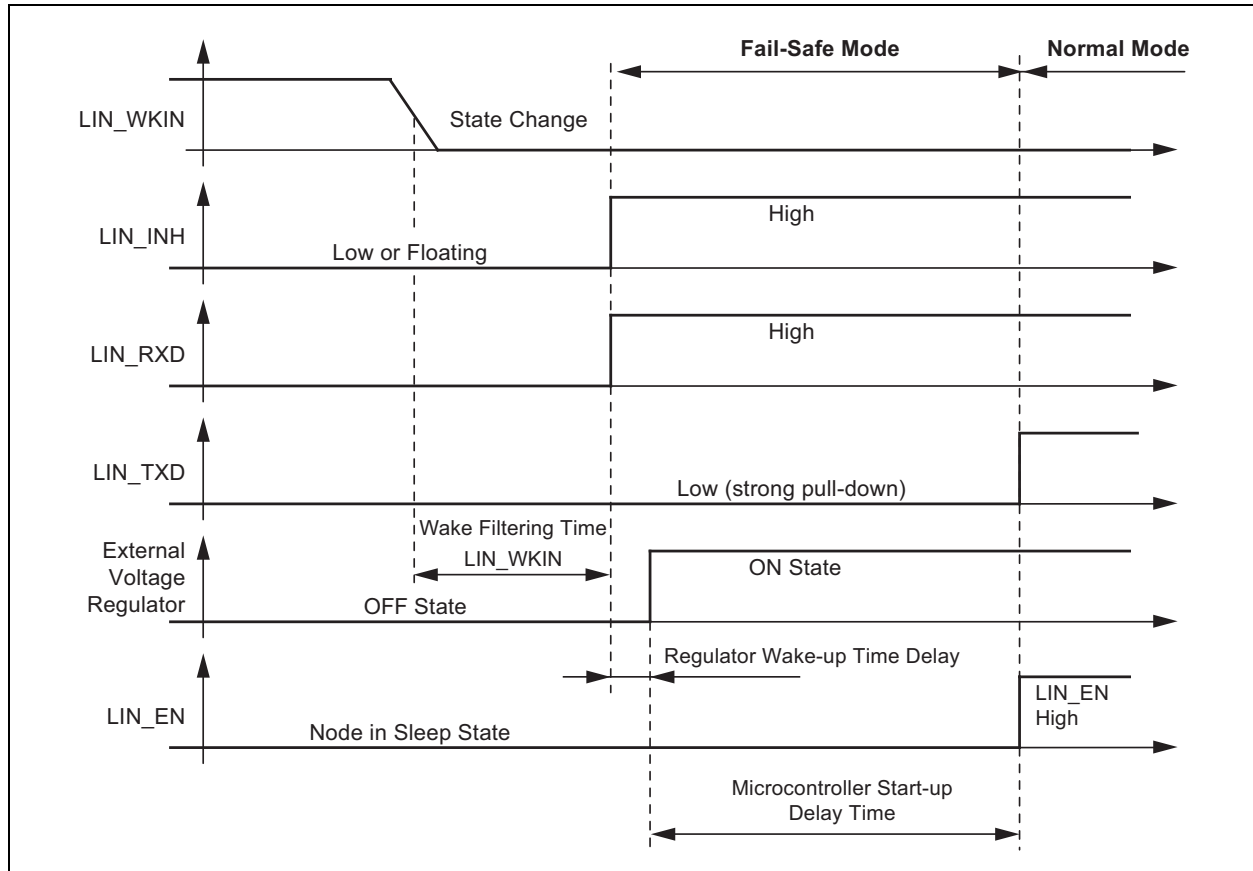 Fail-Safe Mode
Normal Mode
LIN_WKIN
State Change
LIN_INH
High
Low or Floating
LIN_RXD
High
LIN_TXD
Low (strong pull-down)
Wake Filtering Time
LIN_WKIN
External
Voltage
Regulator
ON State
OFF State
Regulator Wake-up Time Delay
LIN_EN
LIN_EN
High
Node in Sleep State
Microcontroller Start-up
Delay Time